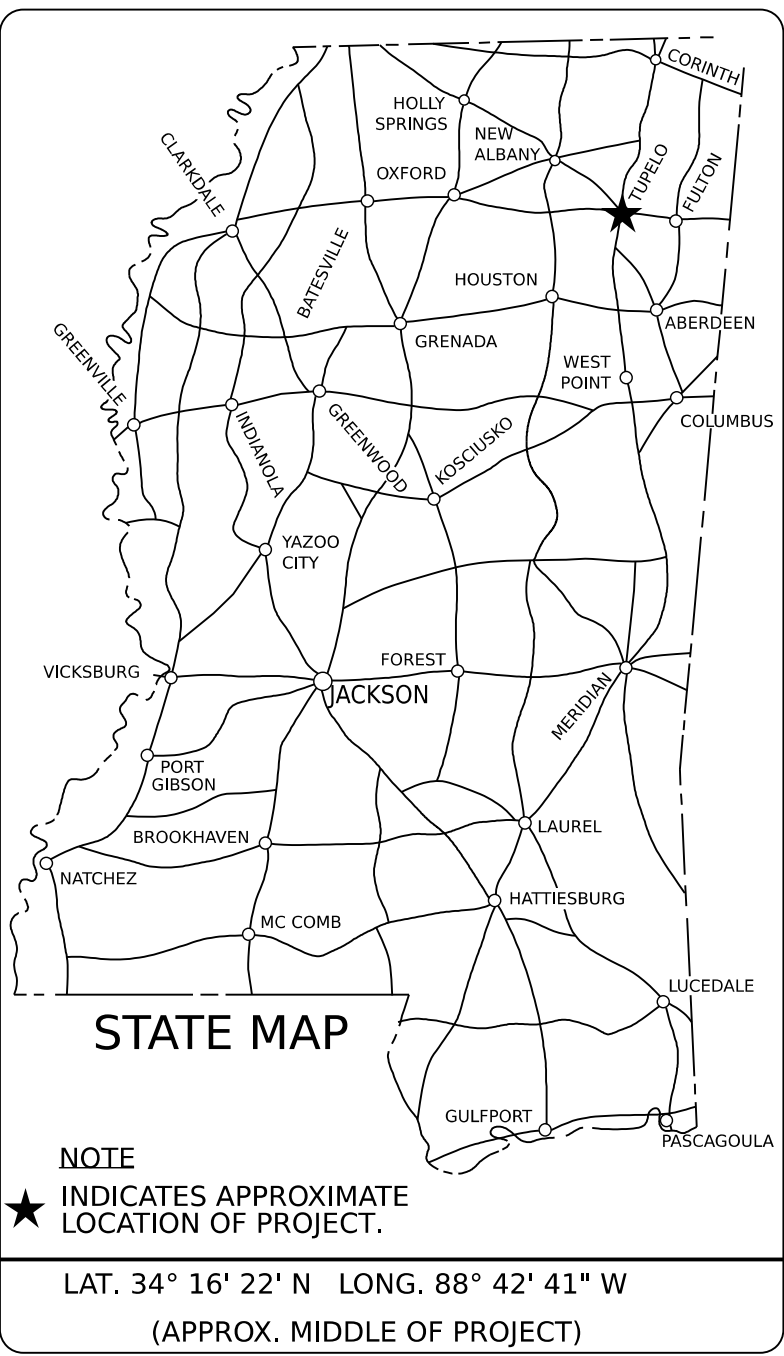 CORINTH
HOLLY
SPRINGS
NEW
ALBANY
CLARKDALE
OXFORD
TUPELO
FULTON
BATESVILLE
HOUSTON
ABERDEEN
GRENADA
GREENVILLE
WEST
POINT
COLUMBUS
INDIANOLA
GREENWOOD
KOSCIUSKO
YAZOO
CITY
VICKSBURG
FOREST
JACKSON
MERIDIAN
PORT
GIBSON
BROOKHAVEN
LAUREL
NATCHEZ
HATTIESBURG
MC COMB
LUCEDALE
STATE MAP
GULFPORT
PASCAGOULA
NOTE
INDICATES APPROXIMATE
LOCATION OF PROJECT.
LAT. 34° 16' 22' N LONG. 88° 42' 41" W
(APPROX. MIDDLE OF PROJECT)